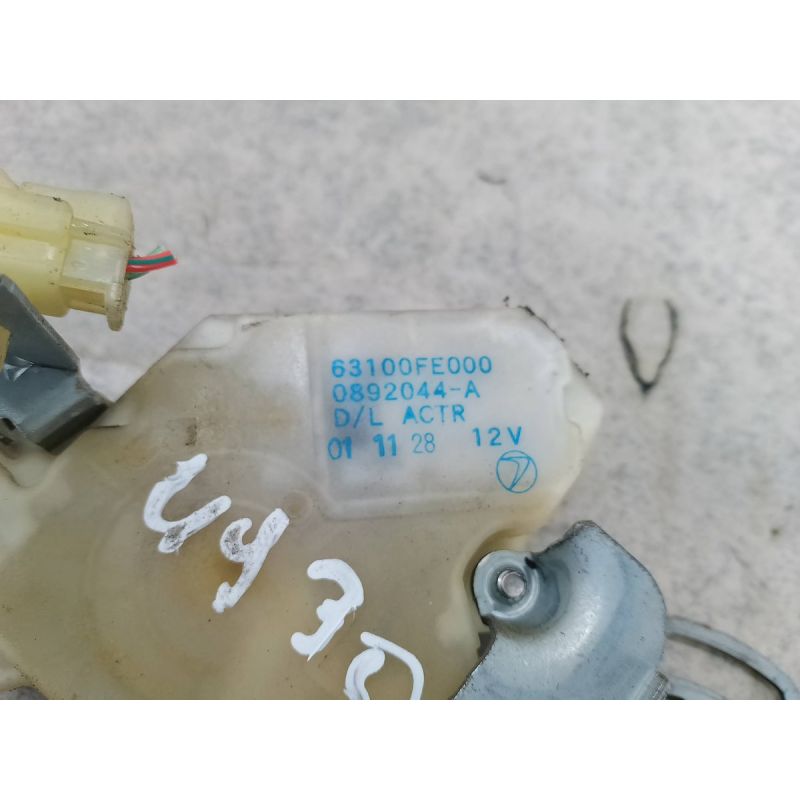 63100FE000
0892044-A
D/L ACTR
01 11 28 12V